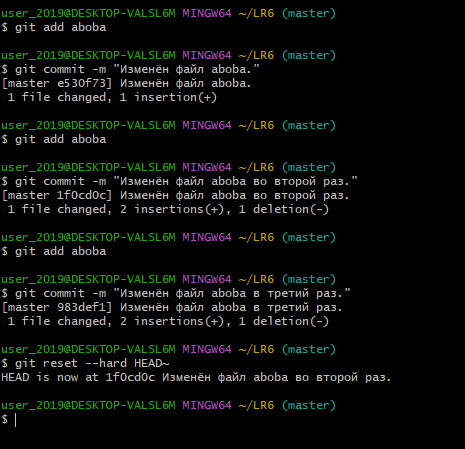 user_2019@DESKTOP-VALSL6M MINGW64 ~/LR6 (master)
$ git add aboba
user_2019@DESKTOP-VALSL6M MINGW64 ~/LR6 (master)
$ git commit -m "Изменён файл aboba."
[master e530f73] Изменён файл aboba.
1 file changed, 1 insertion(+)
user_2019@DESKTOP-VALSL6M MINGW64 ~/LR6 (master)
$ git add aboba
user_2019@DESKTOP-VALSL6M MINGW64 ~/LR6 (master)
$ git commit -m "Изменён файл aboba во второй раз."
[master 1f0cd0c] Изменён файл aboba во второй раз.
1 file changed, 2 insertions(+), 1 deletion(-)
user_2019@DESKTOP-VALSL6M MINGW64 ~/LR6 (master)
$ git add aboba
user_2019@DESKTOP-VALSL6M MINGW64 ~/LR6 (master)
$ git commit -m "Изменён файл aboba в третий раз."
[master 983def1] Изменён файл aboba в третий раз.
1 file changed, 2 insertions(+), 1 deletion(-)
user_2019@DESKTOP-VALSL6M MINGW64 ~/LR6 (master)
$ git reset --hard HEAD~
HEAD is now at 1f0cd0c Изменён файл aboba во второй раз.
user_2019@DESKTOP-VALSL6M MINGW64 ~/LR6 (master)
$